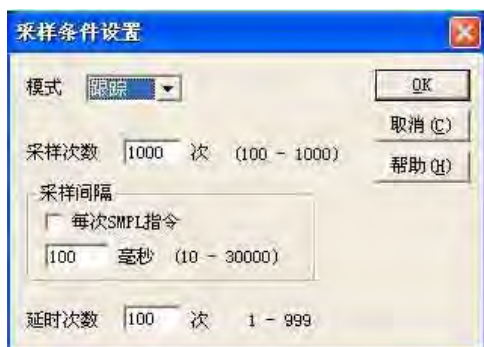 采样条件设置
模式 跟踪
OK
取消(C)
采样次数 1000 次 (100 - 1000)
帮助(H)
采样间隔
每次SMPL指令
100 毫秒 (10 - 30000)
延时次数 100 次 1 - 999